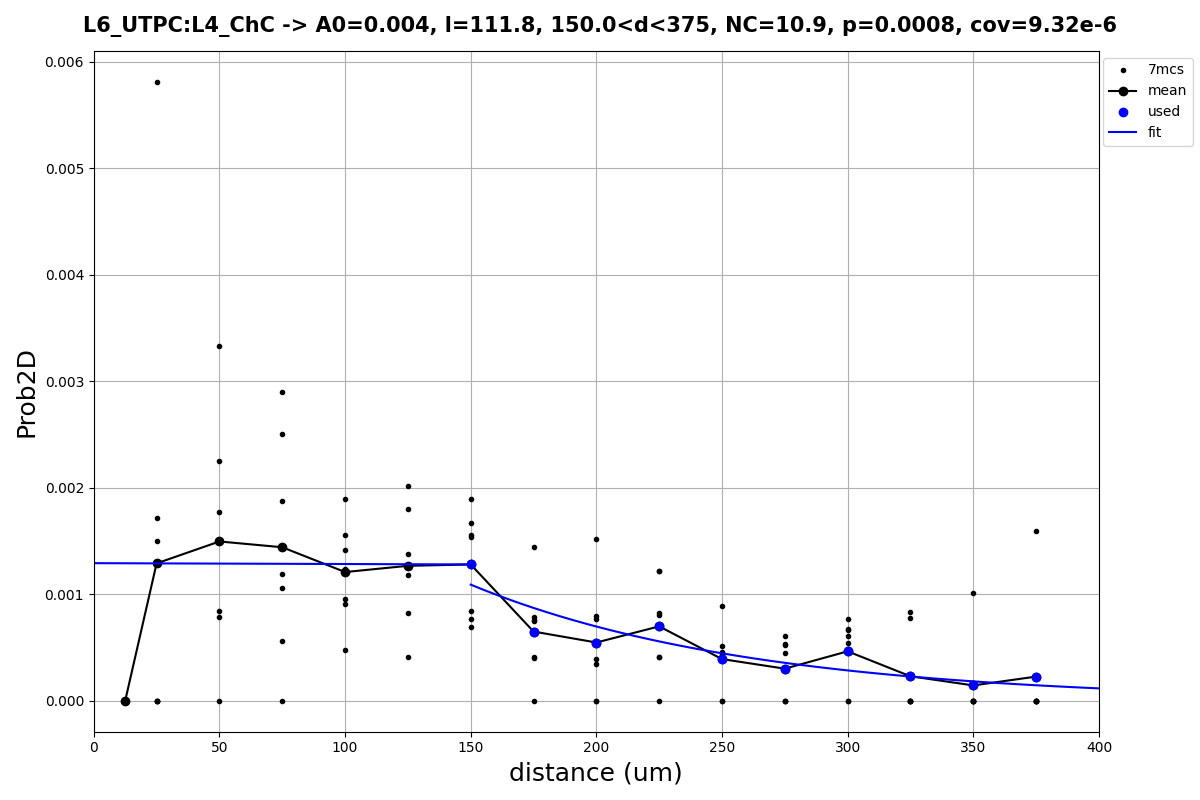 L6_UTPC:L4_ChC -> A0=0.004, l=111.8, 150.0<d<375, NC=10.9, p=0.0008, cov=9.32e-6
0.006
0.005
0.004
0.003
0.002
0.001
0.000
Prob2D
0 50 100 150 200 250 300 350 400
distance (um)
7mcs
mean
used
fit